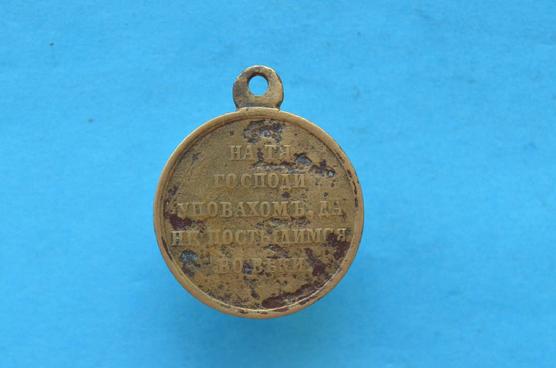 НА ТЯ
ГОСПОДИ
УПОВАХОМЪ, ДА
НЕ ПОСТЫДИМСЯ
ВО ВѢКИ